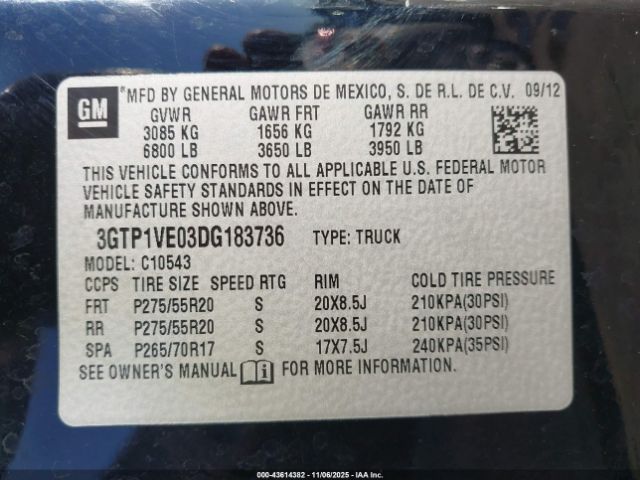 GM
*MFD BY GENERAL MOTORS DE MEXICO, S. DE R.L. DE C.V. 09/12
GVWR GAWR FRT GAWR RR
3085 KG 1656 KG 1792 KG
6800 LB 3650 LB 3950 LB
THIS VEHICLE CONFORMS TO ALL APPLICABLE U.S. FEDERAL MOTOR
VEHICLE SAFETY STANDARDS IN EFFECT ON THE DATE OF
MANUFACTURE SHOWN ABOVE.
3GTP1VE03DG183736 TYPE: TRUCK
MODEL: C10543
CCPS TIRE SIZE SPEED RTG RIM COLD TIRE PRESSURE
FRT P275/55R20 S 20X8.5J 210KPA(30PSI)
RR P275/55R20 S 20X8.5J 210KPA(30PSI)
SPA P265/70R17 S 17X7.5J 240KPA(35PSI)
SEE OWNER'S MANUAL FOR MORE INFORMATION.
000-43614382 - 11/06/2025 - IAA Inc.